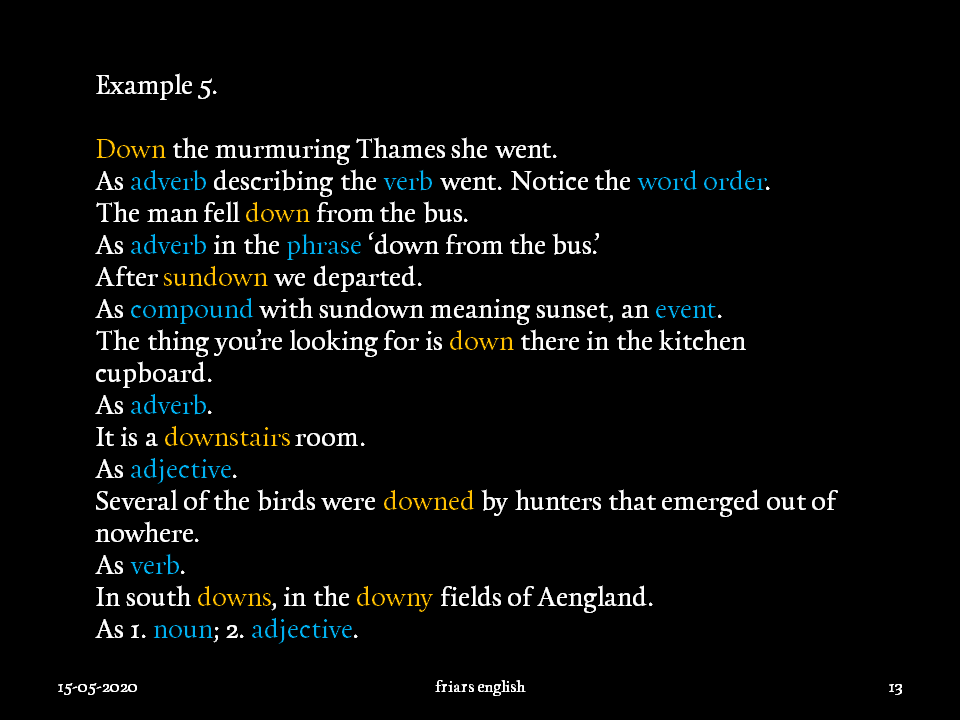 Example 5.
Down the murmuring Thames she went.
As adverb describing the verb went. Notice the word order.
The man fell down from the bus.
As adverb in the phrase ‘down from the bus.’
After sundown we departed.
As compound with sundown meaning sunset, an event.
The thing you’re looking for is down there in the kitchen
cupboard.
As adverb.
It is a downstairs room.
As adjective.
Several of the birds were downed by hunters that emerged out of
nowhere.
As verb.
In south downs, in the downy fields of Aengland.
As 1. noun; 2. adjective.
15-05-2020 friars english 13